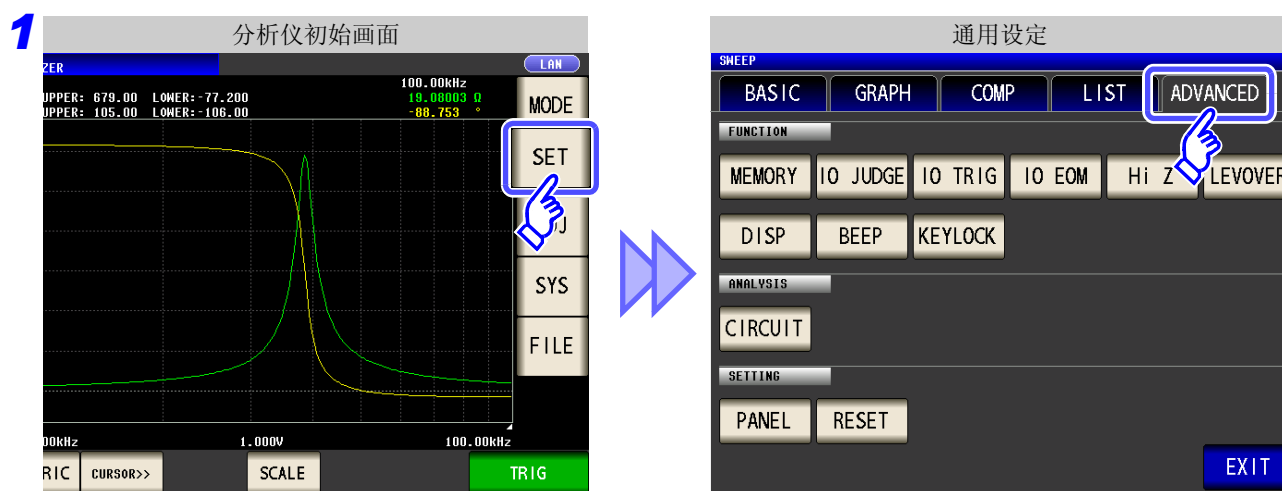 1
分析仪初始画面
ZER
LAN
UPPER: 679.00 LOWER:-77.200
UPPER: 105.00 LOWER:-106.00
100.00kHz
19.08003 Ω
-88.753 °
MODE
SET
SYS
FILE
00kHz
1.000V
100.00kHz
RIC
CURSOR>>
SCALE
TRIG
通用设定
SWEEP
BASIC GRAPH COMP LIST ADVANCED
FUNCTION
MEMORY IO JUDGE IO TRIG IO EOM Hi Z LEVOVER
DISP BEEP KEYLOCK
ANALYSIS
CIRCUIT
SETTING
PANEL RESET
EXIT